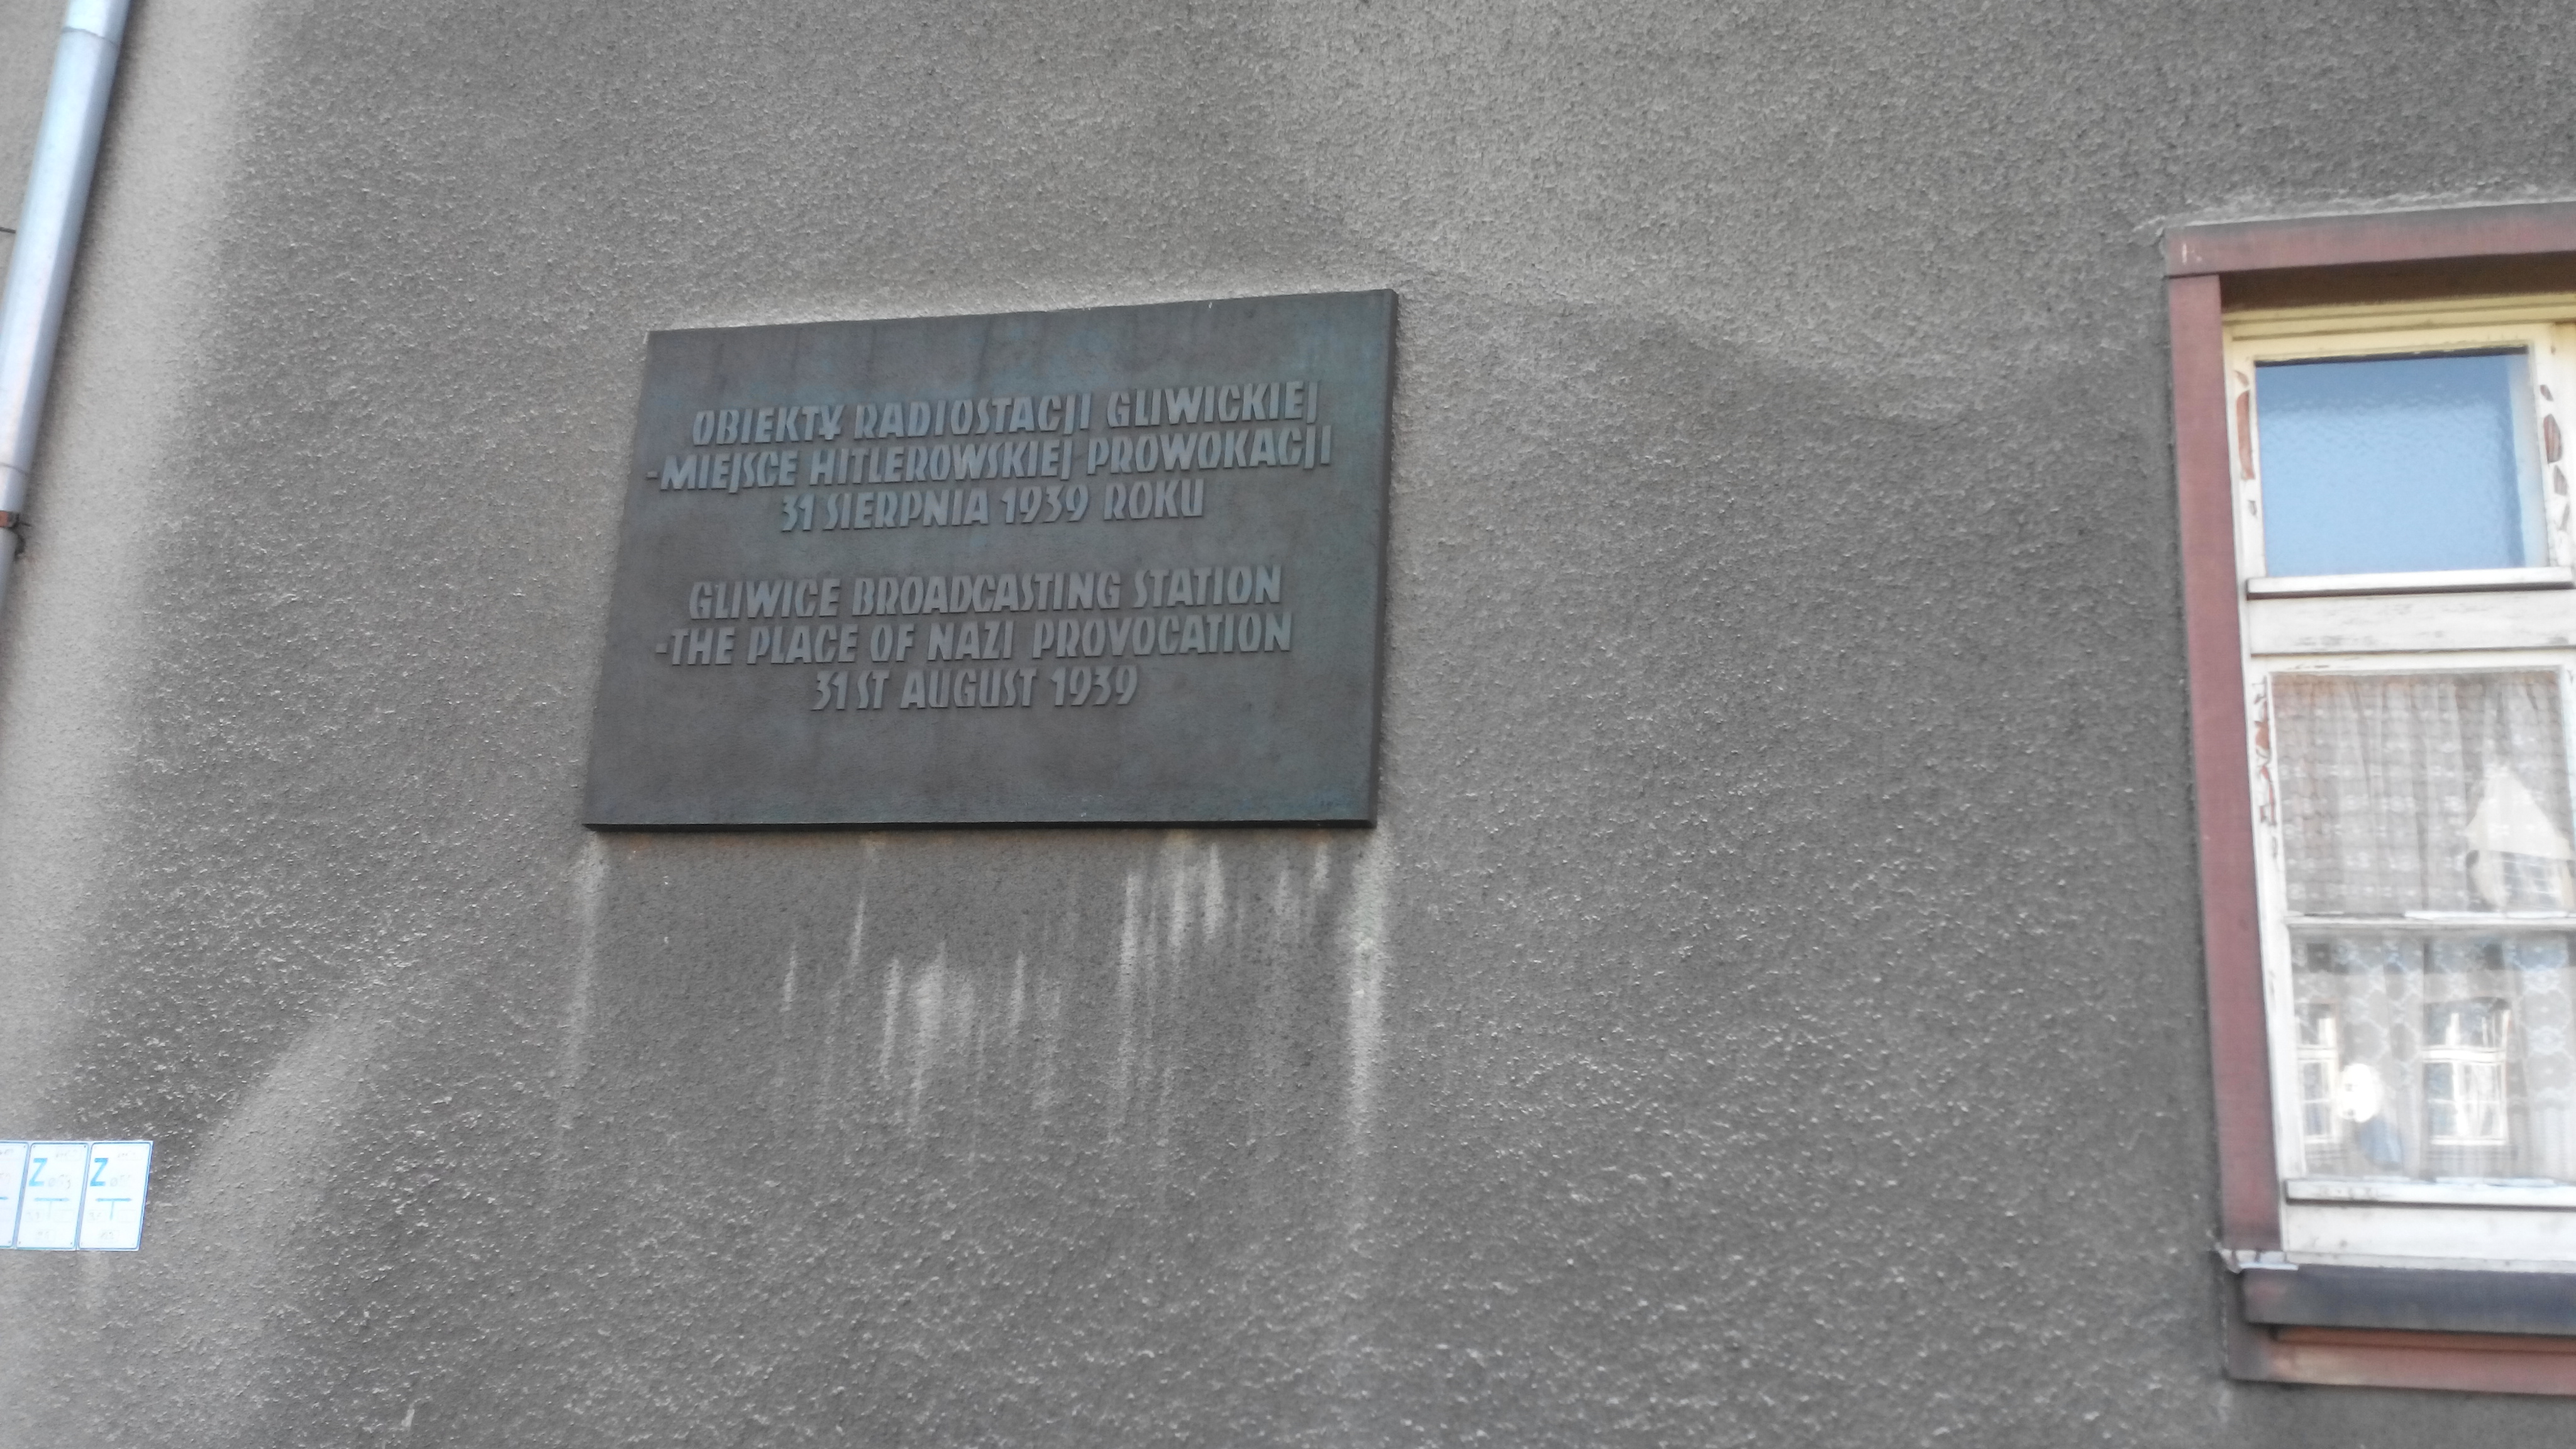 OBIEKTY RADIOSTACJI GLIWICKIEJ
-MIEJSCE HITLEROWSKIEJ PROWOKACJI
31 SIERPNIA 1939 ROKU
GLIWICE BROADCASTING STATION
-THE PLACE OF NAZI PROVOCATION
31 ST AUGUST 1939
Z
Z